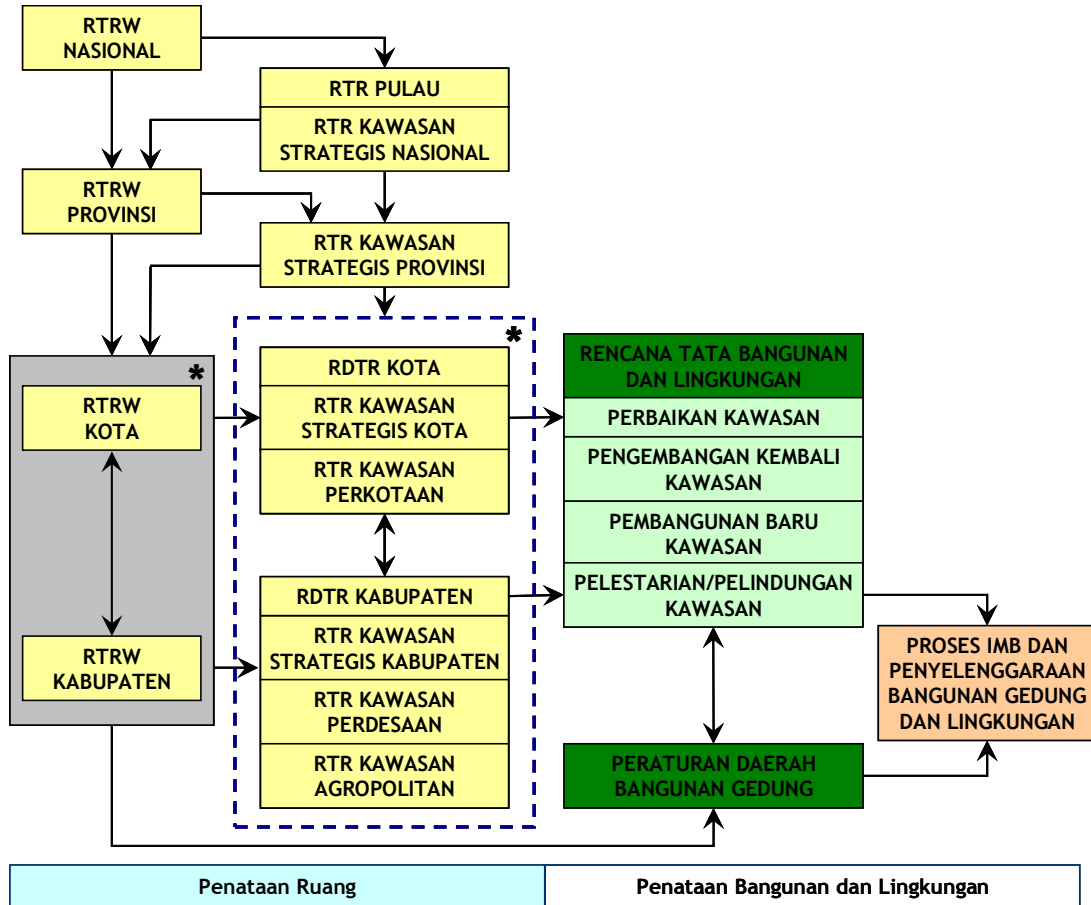 RTRW
NASIONAL
RTR PULAU
RTR KAWASAN
STRATEGIS NASIONAL
RTRW
PROVINSI
RTR KAWASAN
STRATEGIS PROVINSI
*
RTRW
KOTA
RTRW
KABUPATEN
*
RDTR KOTA
RTR KAWASAN
STRATEGIS KOTA
RTR KAWASAN
PERKOTAAN
RDTR KABUPATEN
RTR KAWASAN
STRATEGIS KABUPATEN
RTR KAWASAN
PERDESAAN
RTR KAWASAN
AGROPOLITAN
RENCANA TATA BANGUNAN
DAN LINGKUNGAN
PERBAIKAN KAWASAN
PENGEMBANGAN KEMBALI
KAWASAN
PEMBANGUNAN BARU
KAWASAN
PELESTARIAN/PELINDUNGAN
KAWASAN
PERATURAN DAERAH
BANGUNAN GEDUNG
PROSES IMB DAN
PENYELENGGARAAN
BANGUNAN GEDUNG
DAN LINGKUNGAN
Penataan Ruang
Penataan Bangunan dan Lingkungan